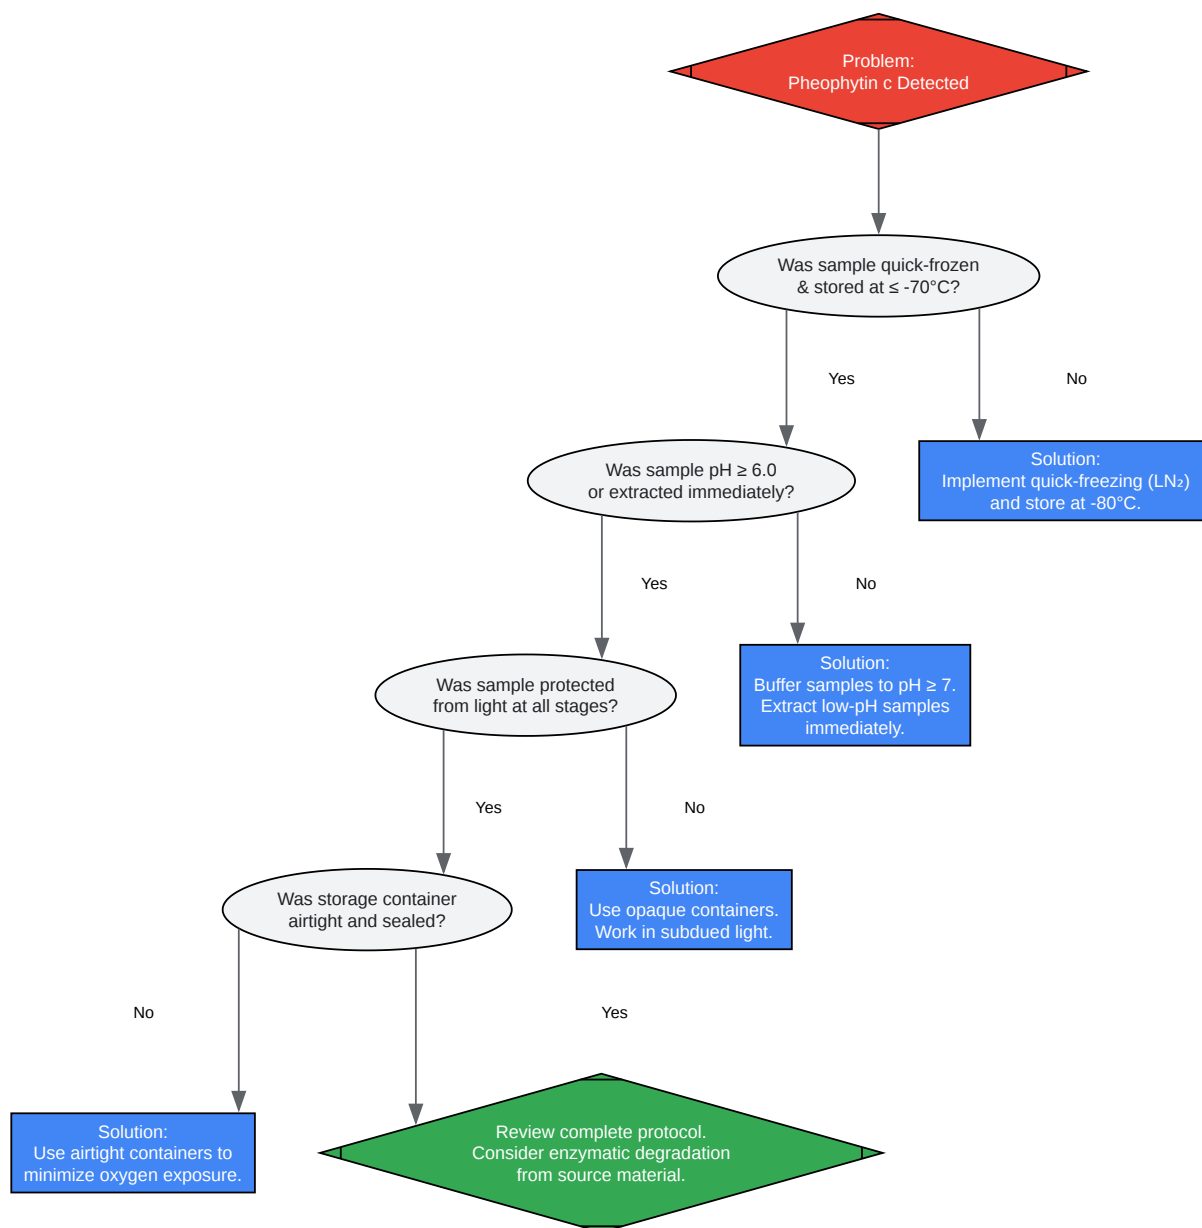 Problem:
Pheophytin c Detected
Was sample quick-frozen
& stored at ≤ -70°C?
Yes
No
Was sample pH ≥ 6.0
or extracted immediately?
Solution:
Implement quick-freezing (LN₂)
and store at -80°C.
Yes
No
Was sample protected
from light at all stages?
Solution:
Buffer samples to pH ≥ 7.
Extract low-pH samples
immediately.
Yes
No
Was storage container
airtight and sealed?
Solution:
Use opaque containers.
Work in subdued light.
No
Yes
Solution:
Use airtight containers to
minimize oxygen exposure.
Review complete protocol.
Consider enzymatic degradation
from source material.